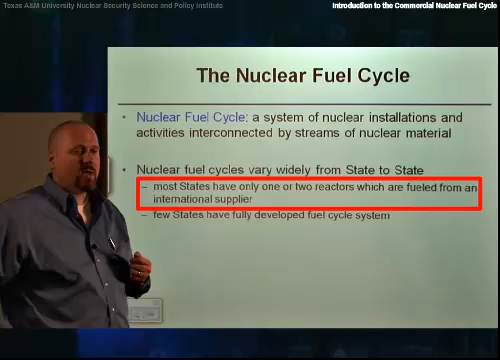 Texas A&M University Nuclear Security Science and Policy Institute
Introduction to the Commercial Nuclear Fuel Cycle
The Nuclear Fuel Cycle
• Nuclear Fuel Cycle: a system of nuclear installations and
activities interconnected by streams of nuclear material
• Nuclear fuel cycles vary widely from State to State
– most States have only one or two reactors which are fueled from an
international supplier
– few States have fully developed fuel cycle system